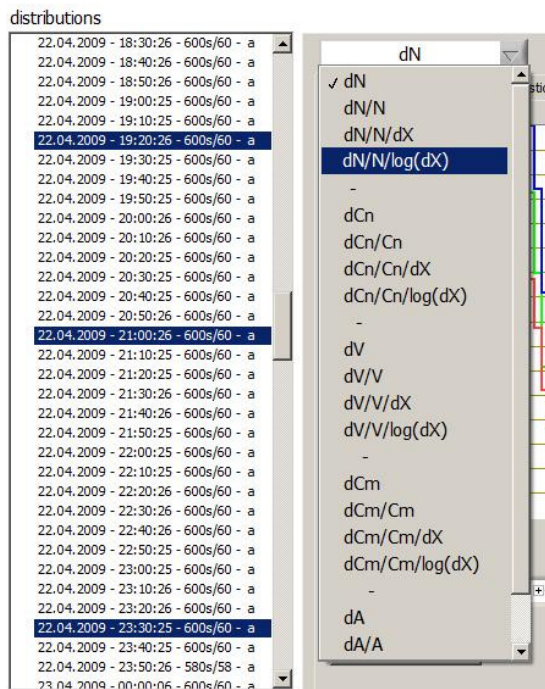 distributions
22.04.2009 - 18:30:26 - 600s/60 - a
22.04.2009 - 18:40:26 - 600s/60 - a
22.04.2009 - 18:50:26 - 600s/60 - a
22.04.2009 - 19:00:25 - 600s/60 - a
22.04.2009 - 19:10:25 - 600s/60 - a
22.04.2009 - 19:20:26 - 600s/60 - a
22.04.2009 - 19:30:25 - 600s/60 - a
22.04.2009 - 19:40:25 - 600s/60 - a
22.04.2009 - 19:50:25 - 600s/60 - a
22.04.2009 - 20:00:26 - 600s/60 - a
22.04.2009 - 20:10:26 - 600s/60 - a
22.04.2009 - 20:20:25 - 600s/60 - a
22.04.2009 - 20:30:25 - 600s/60 - a
22.04.2009 - 20:40:25 - 600s/60 - a
22.04.2009 - 20:50:26 - 600s/60 - a
22.04.2009 - 21:00:26 - 600s/60 - a
22.04.2009 - 21:10:25 - 600s/60 - a
22.04.2009 - 21:20:25 - 600s/60 - a
22.04.2009 - 21:30:26 - 600s/60 - a
22.04.2009 - 21:40:26 - 600s/60 - a
22.04.2009 - 21:50:25 - 600s/60 - a
22.04.2009 - 22:00:25 - 600s/60 - a
22.04.2009 - 22:10:25 - 600s/60 - a
22.04.2009 - 22:20:26 - 600s/60 - a
22.04.2009 - 22:30:26 - 600s/60 - a
22.04.2009 - 22:40:26 - 600s/60 - a
22.04.2009 - 22:50:25 - 600s/60 - a
22.04.2009 - 23:00:25 - 600s/60 - a
22.04.2009 - 23:10:26 - 600s/60 - a
22.04.2009 - 23:20:26 - 600s/60 - a
22.04.2009 - 23:30:25 - 600s/60 - a
22.04.2009 - 23:40:25 - 600s/60 - a
22.04.2009 - 23:50:26 - 580s/58 - a
23.04.2009 - 00:00:06 - 600s/60 - a
dN
✓ dN
dN/N
dN/N/dX
dN/N/log(dX)
-
dCn
dCn/Cn
dCn/Cn/dX
dCn/Cn/log(dX)
-
dV
dV/V
dV/V/dX
dV/V/log(dX)
-
dCm
dCm/Cm
dCm/Cm/dX
dCm/Cm/log(dX)
-
dA
dA/A